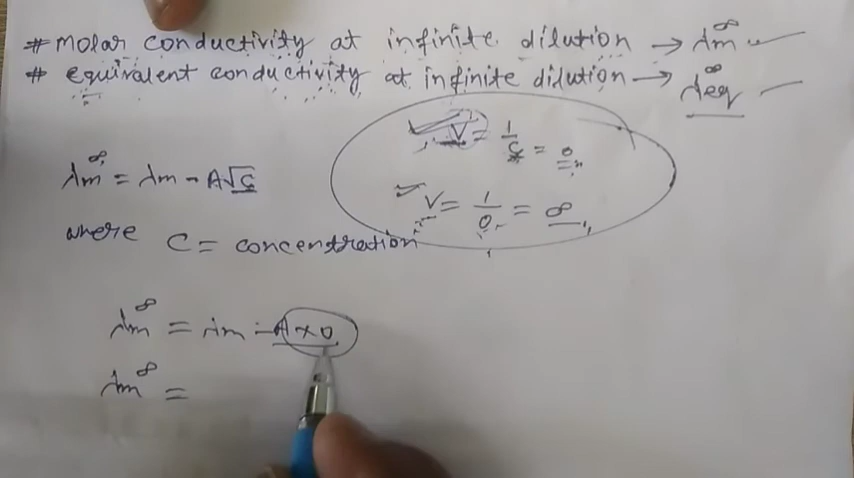 # Molar conductivity at infinite dilution → λm∞
# equivalent conductivity at infinite dilution → λeq∞
V = 1/C =
V = 1/0 = ∞
λm∞ = λm - A√C
where C = concentration
λm∞ = λm - A×0
λm∞ =